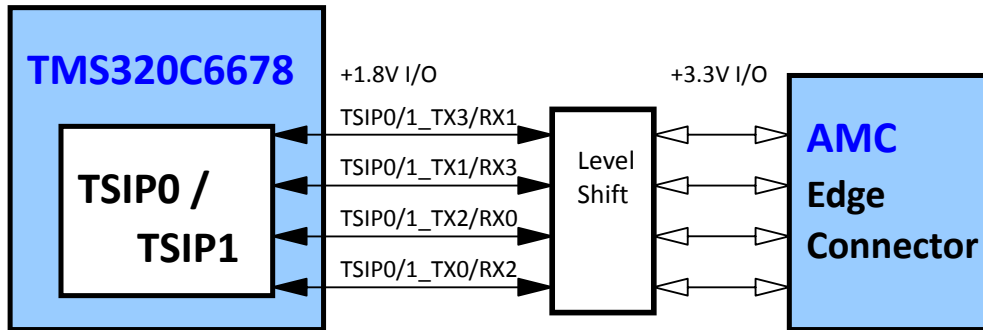 TMS320C6678
TSIP0 /
TSIP1
+1.8V I/O
TSIP0/1_TX3/RX1
TSIP0/1_TX1/RX3
TSIP0/1_TX2/RX0
TSIP0/1_TX0/RX2
Level
Shift
+3.3V I/O
AMC
Edge
Connector